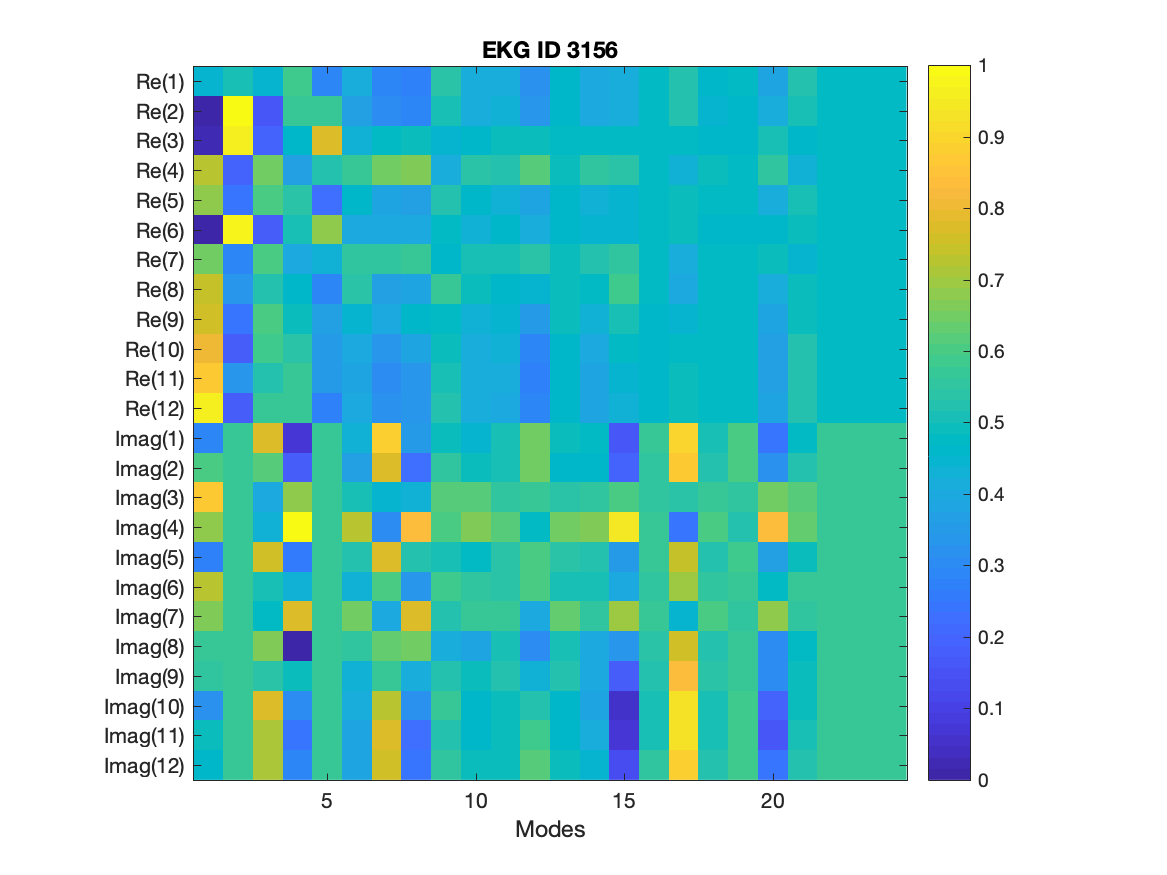 EKG ID 3156
Re(1)
Re(2)
Re(3)
Re(4)
Re(5)
Re(6)
Re(7)
Re(8)
Re(9)
Re(10)
Re(11)
Re(12)
Imag(1)
Imag(2)
Imag(3)
Imag(4)
Imag(5)
Imag(6)
Imag(7)
Imag(8)
Imag(9)
Imag(10)
Imag(11)
Imag(12)
5 10 15 20
Modes
1
0.9
0.8
0.7
0.6
0.5
0.4
0.3
0.2
0.1
0